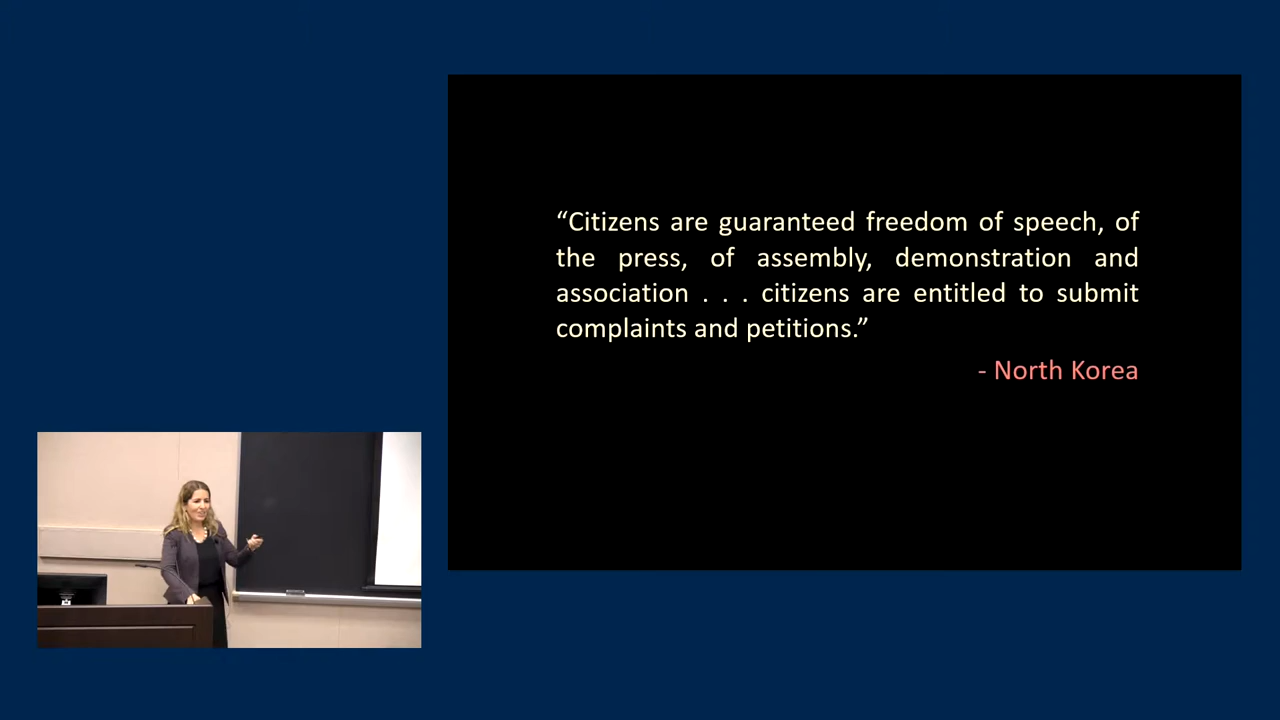 “Citizens are guaranteed freedom of speech, of
the press, of assembly, demonstration and
association . . . citizens are entitled to submit
complaints and petitions.”
- North Korea